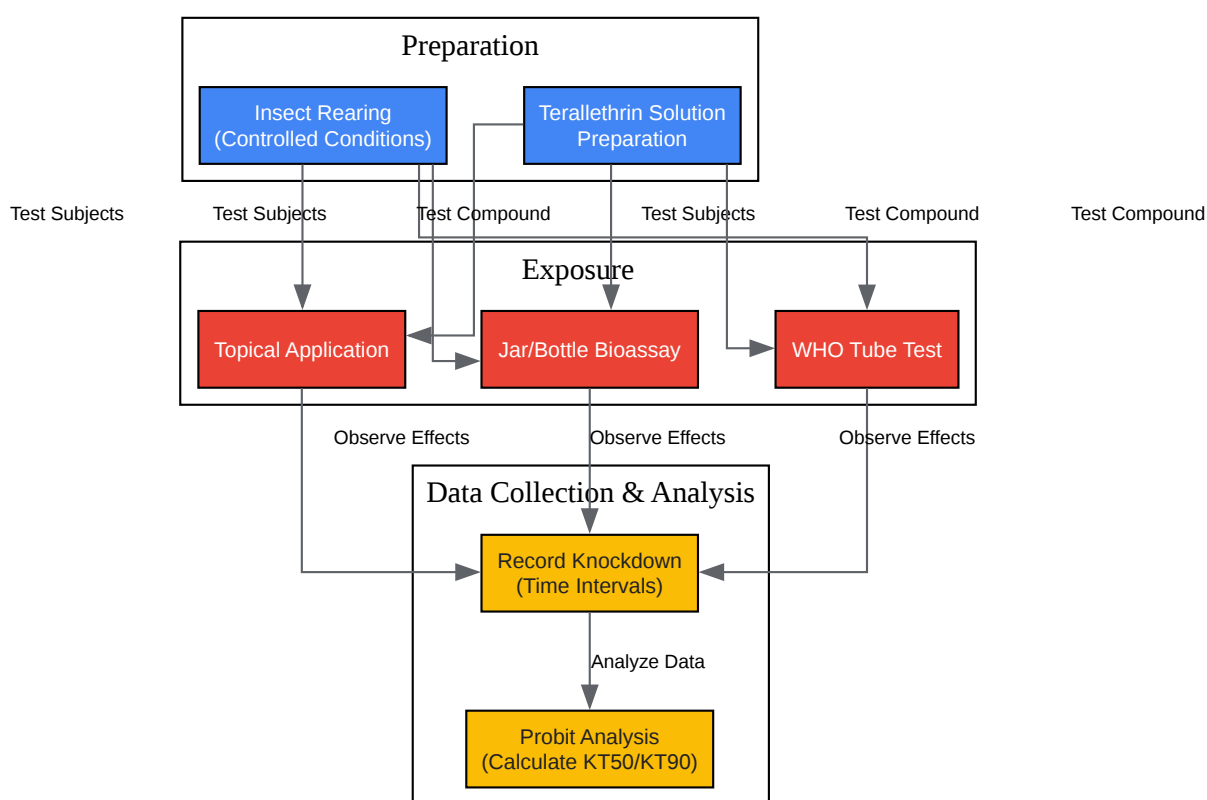 Preparation
Insect Rearing
(Controlled Conditions)
Terallethrin Solution
Preparation
Test Subjects
Test Subjects
Test Compound
Test Subjects
Test Compound
Test Compound
Exposure
Topical Application
Jar/Bottle Bioassay
WHO Tube Test
Observe Effects
Observe Effects
Observe Effects
Data Collection & Analysis
Record Knockdown
(Time Intervals)
Analyze Data
Probit Analysis
(Calculate KT50/KT90)